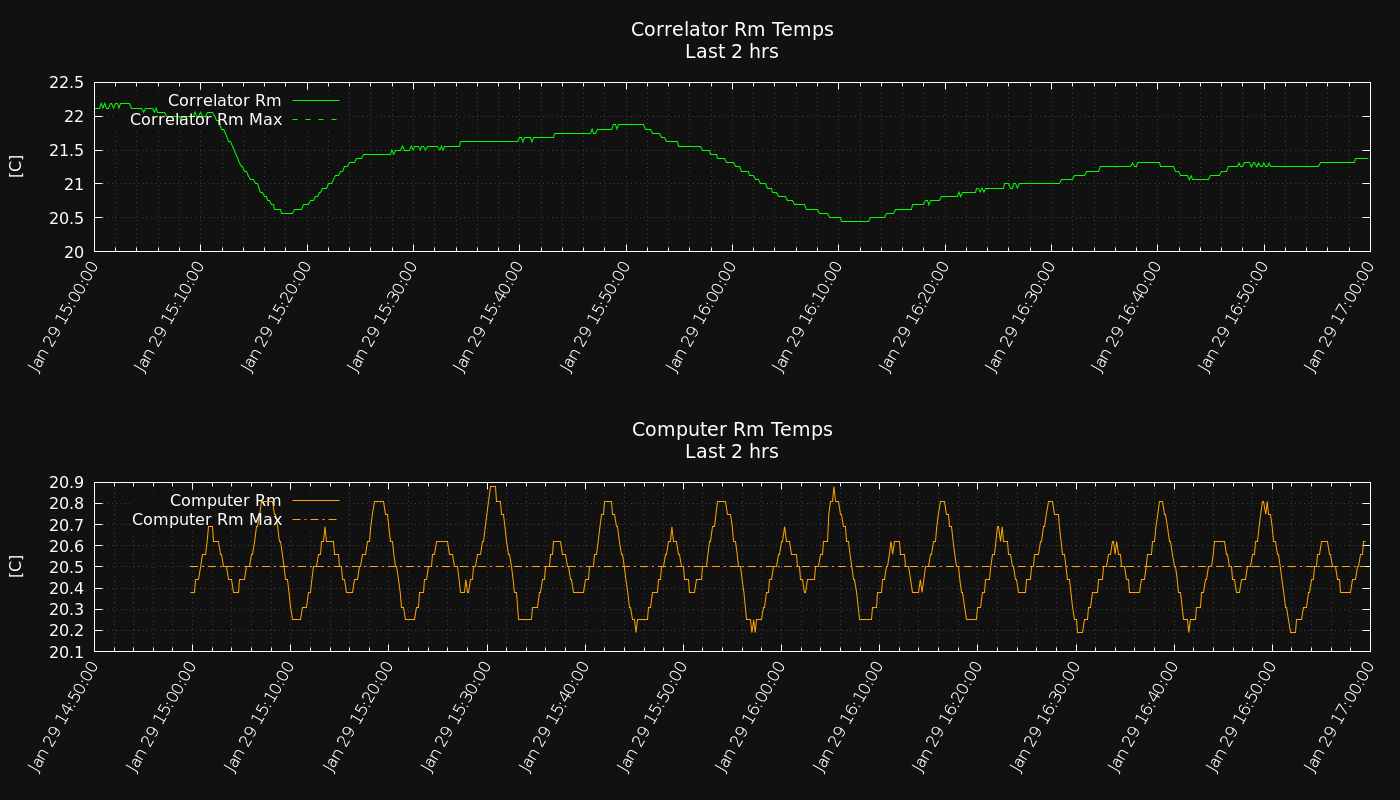 Correlator Rm Temps
Last 2 hrs
Correlator Rm
Correlator Rm Max
[C]
22.5
22
21.5
21
20.5
20
Jan 29 15:00:00
Jan 29 15:10:00
Jan 29 15:20:00
Jan 29 15:30:00
Jan 29 15:40:00
Jan 29 15:50:00
Jan 29 16:00:00
Jan 29 16:10:00
Jan 29 16:20:00
Jan 29 16:30:00
Jan 29 16:40:00
Jan 29 16:50:00
Jan 29 17:00:00
Computer Rm Temps
Last 2 hrs
Computer Rm
Computer Rm Max
[C]
20.9
20.8
20.7
20.6
20.5
20.4
20.3
20.2
20.1
Jan 29 14:50:00
Jan 29 15:00:00
Jan 29 15:10:00
Jan 29 15:20:00
Jan 29 15:30:00
Jan 29 15:40:00
Jan 29 15:50:00
Jan 29 16:00:00
Jan 29 16:10:00
Jan 29 16:20:00
Jan 29 16:30:00
Jan 29 16:40:00
Jan 29 16:50:00
Jan 29 17:00:00